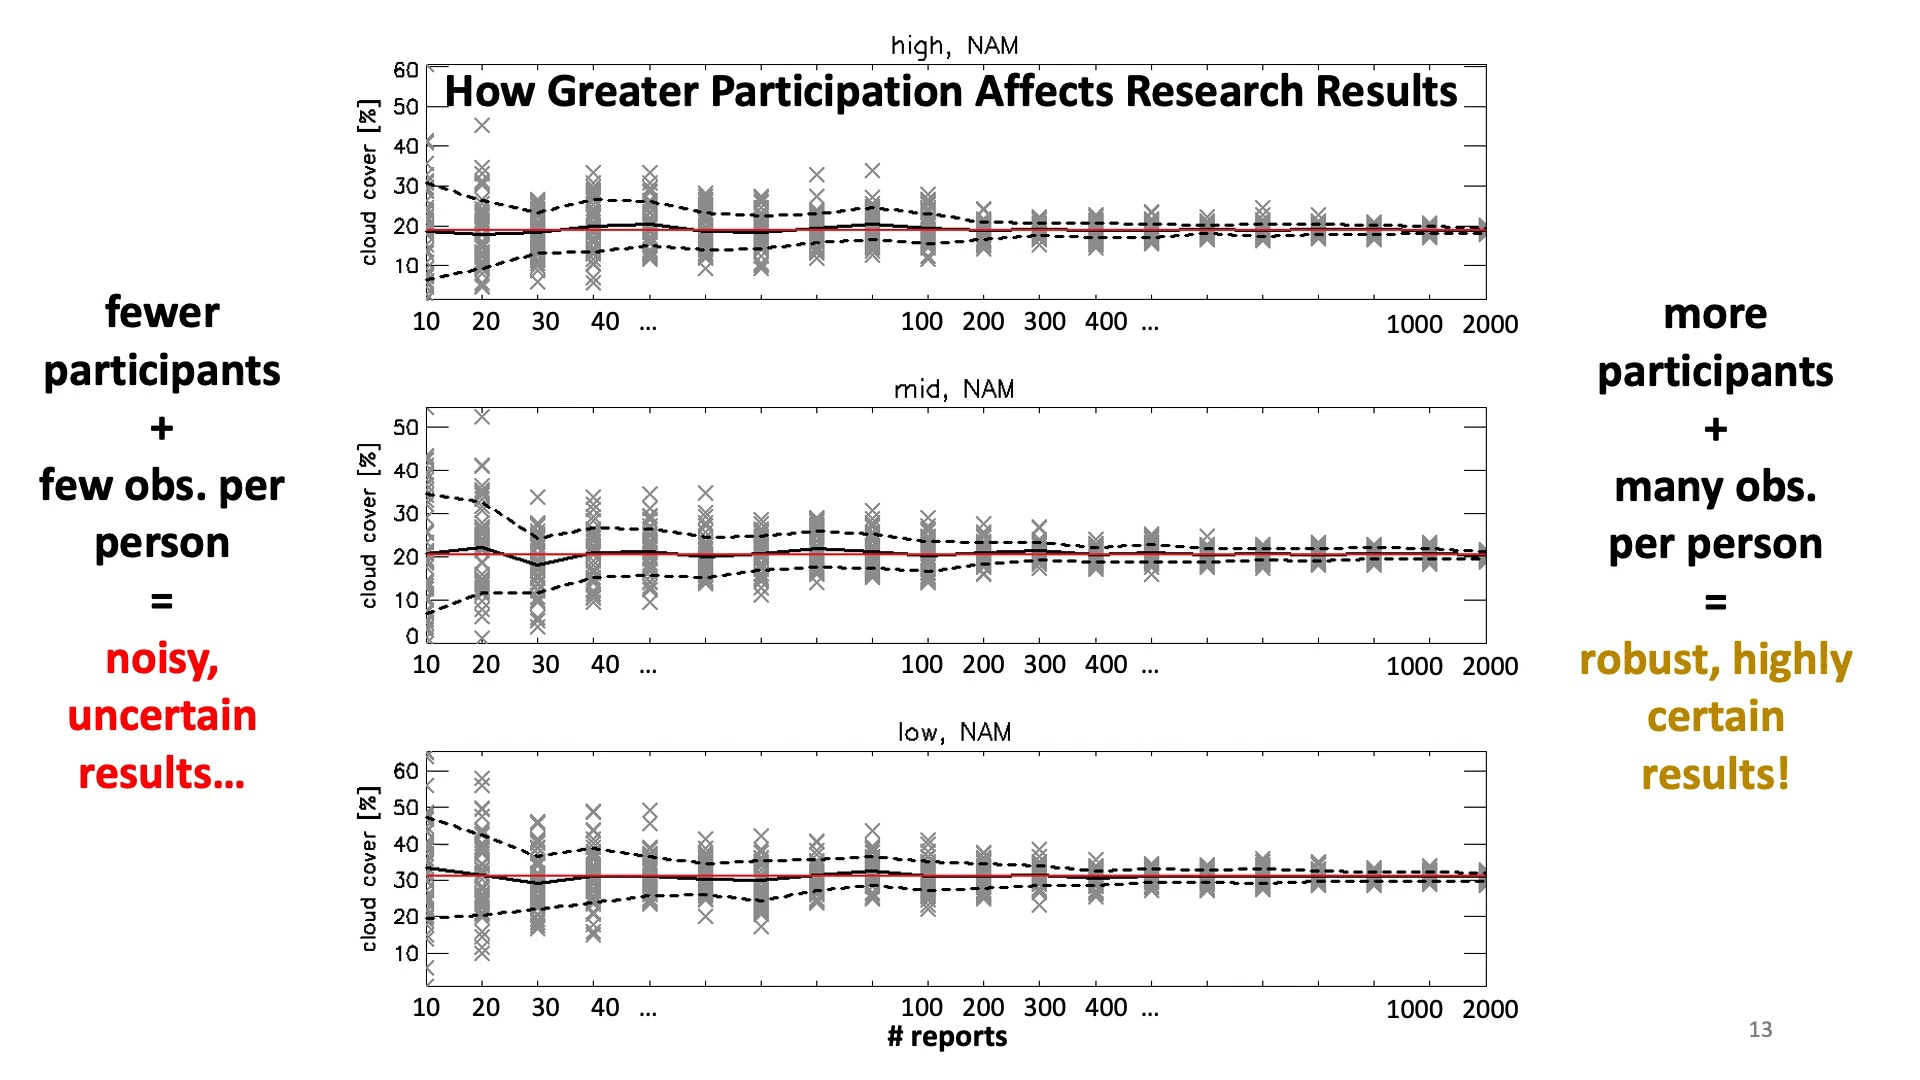 high, NAM
How Greater Participation Affects Research Results
cloud cover [%]
60
50
40
30
20
10
10 20 30 40 ... 100 200 300 400 ... 1000 2000
mid, NAM
cloud cover [%]
50
40
30
20
10
0
10 20 30 40 ... 100 200 300 400 ... 1000 2000
low, NAM
cloud cover [%]
60
50
40
30
20
10
10 20 30 40 ... 100 200 300 400 ... 1000 2000
# reports
fewer
participants
+
few obs. per
person
=
noisy,
uncertain
results...
more
participants
+
many obs.
per person
=
robust, highly
certain
results!
13